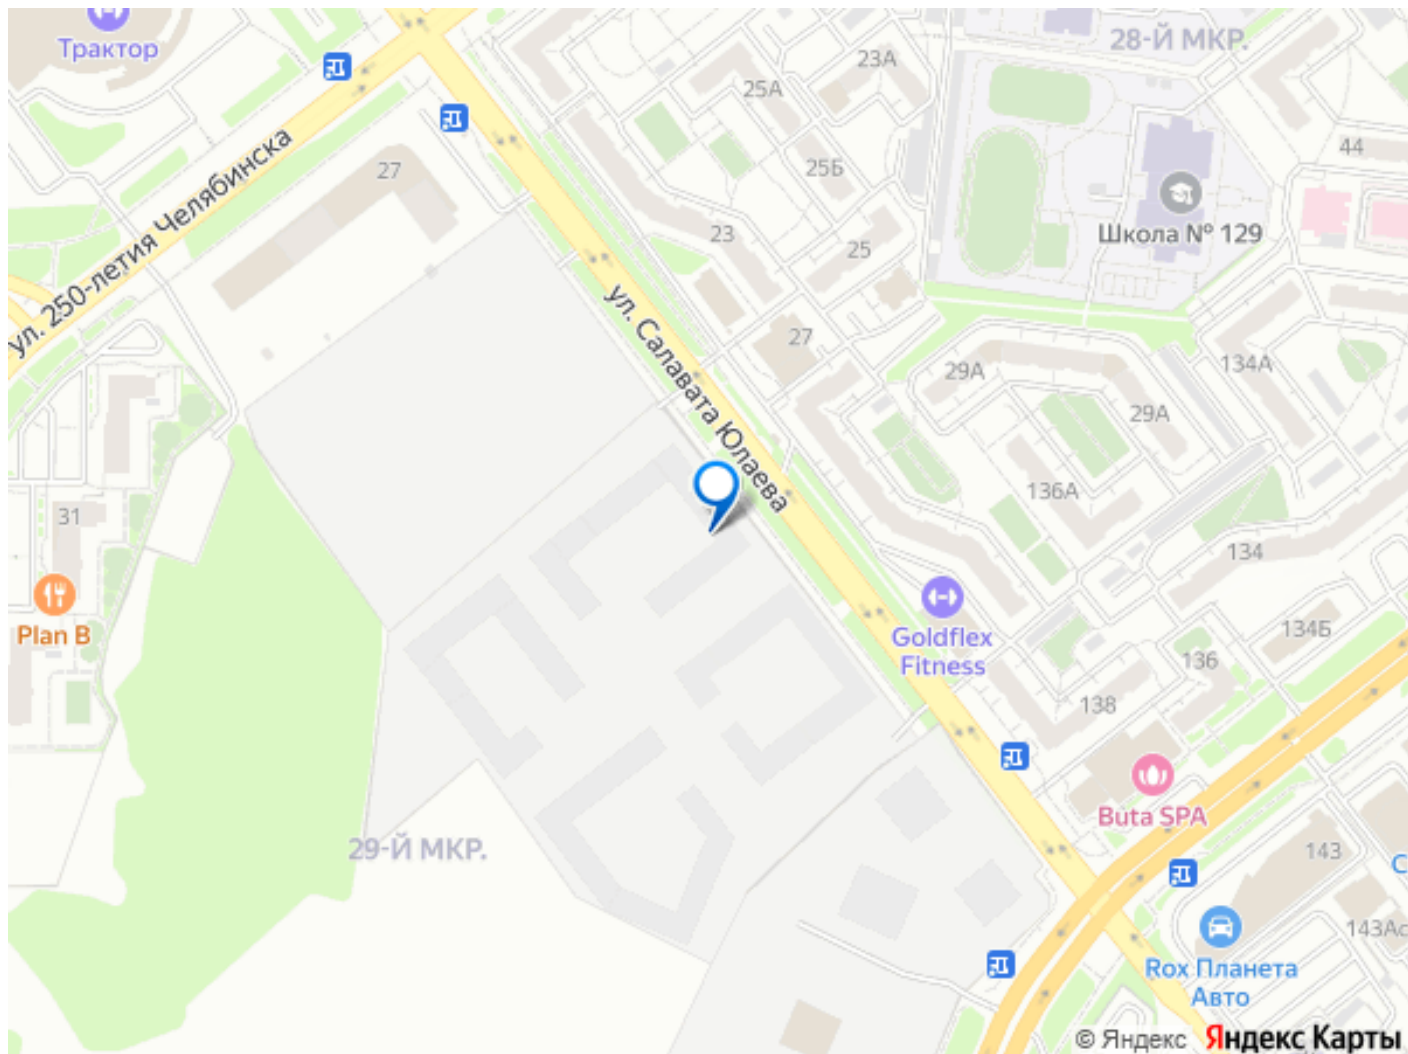 Трактор
28-Й МКР.
23А
25А
44
25Б
27
ул. 250-летия Челябинска
Школа № 129
23
25
ул. Салавата Юлаева
27
134А
29А
29А
136А
31
134
Plan B
Goldflex
Fitness
134Б
136
138
Buta SPA
29-Й МКР.
143
С
143Ас
Rox Планета
Авто
© Яндекс Яндекс Карты